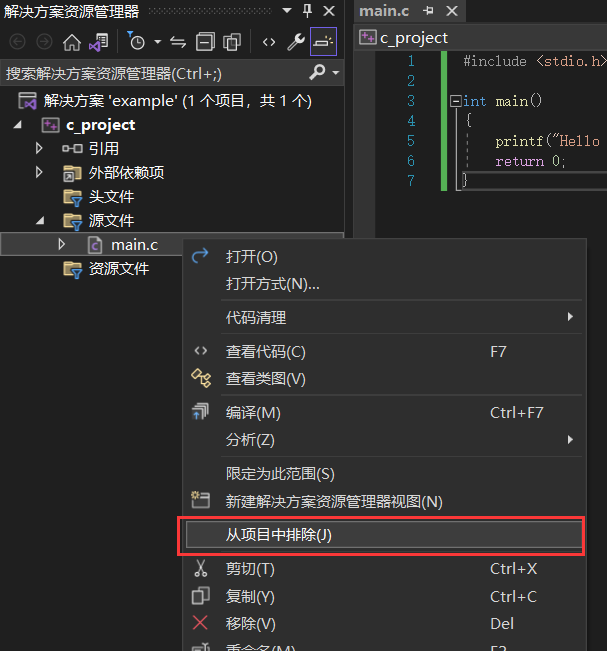 解决方案资源管理器
搜索解决方案资源管理器(Ctrl+;)
解决方案 'example' (1 个项目，共 1 个)
c_project
引用
外部依赖项
头文件
源文件
main.c
资源文件
main.c
c_project
1 #include <stdio.h>
2
3 int main()
4 {
5 printf("Hello
6 return 0;
7 }
打开(O)
打开方式(N)...
代码清理
查看代码(C) F7
查看类图(V)
编译(M) Ctrl+F7
分析(Z)
限定为此范围(S)
新建解决方案资源管理器视图(N)
从项目中排除(J)
剪切(T) Ctrl+X
复制(Y) Ctrl+C
移除(V) Del
重命名(M) F2